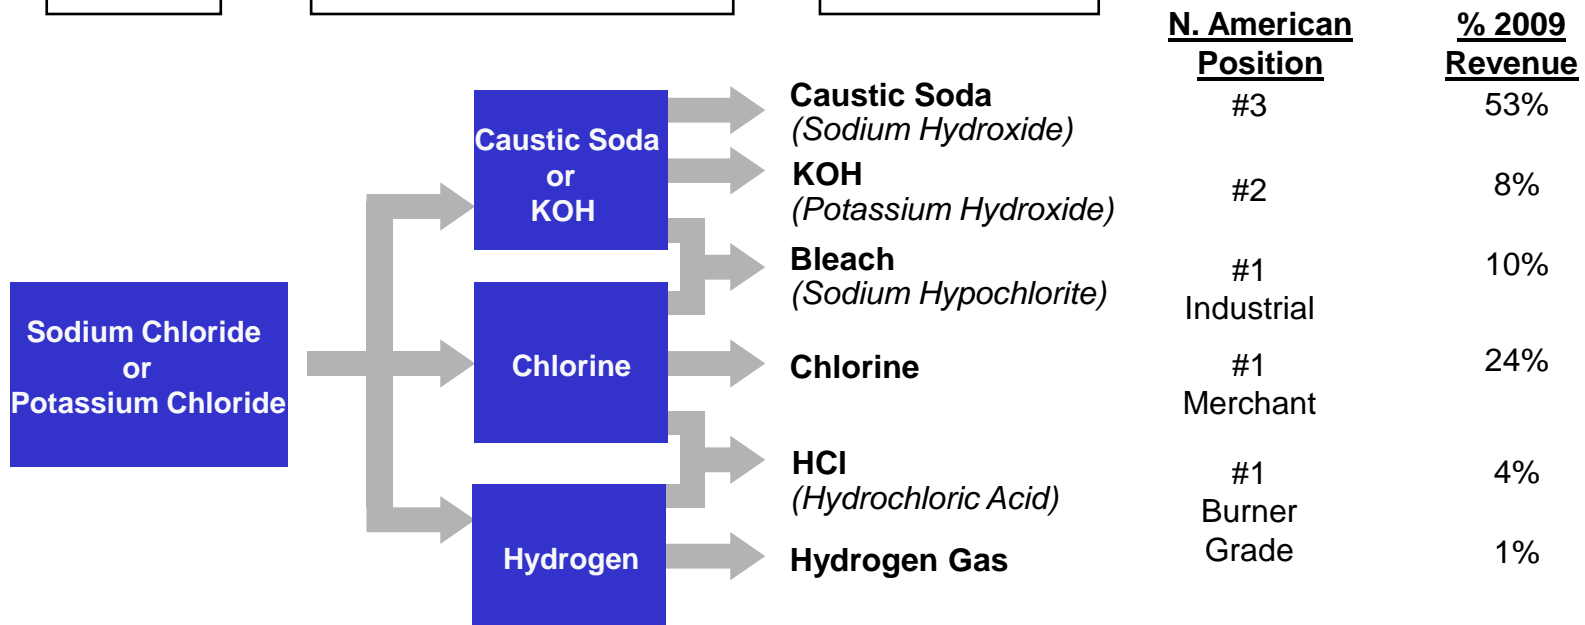 N. American
Position
% 2009
Revenue
Sodium Chloride
or
Potassium Chloride
Caustic Soda
or
KOH
Chlorine
Hydrogen
Caustic Soda
(Sodium Hydroxide)
#3
53%
KOH
(Potassium Hydroxide)
#2
8%
Bleach
(Sodium Hypochlorite)
#1
Industrial
10%
Chlorine
#1
Merchant
24%
HCl
(Hydrochloric Acid)
#1
Burner
Grade
4%
Hydrogen Gas
1%